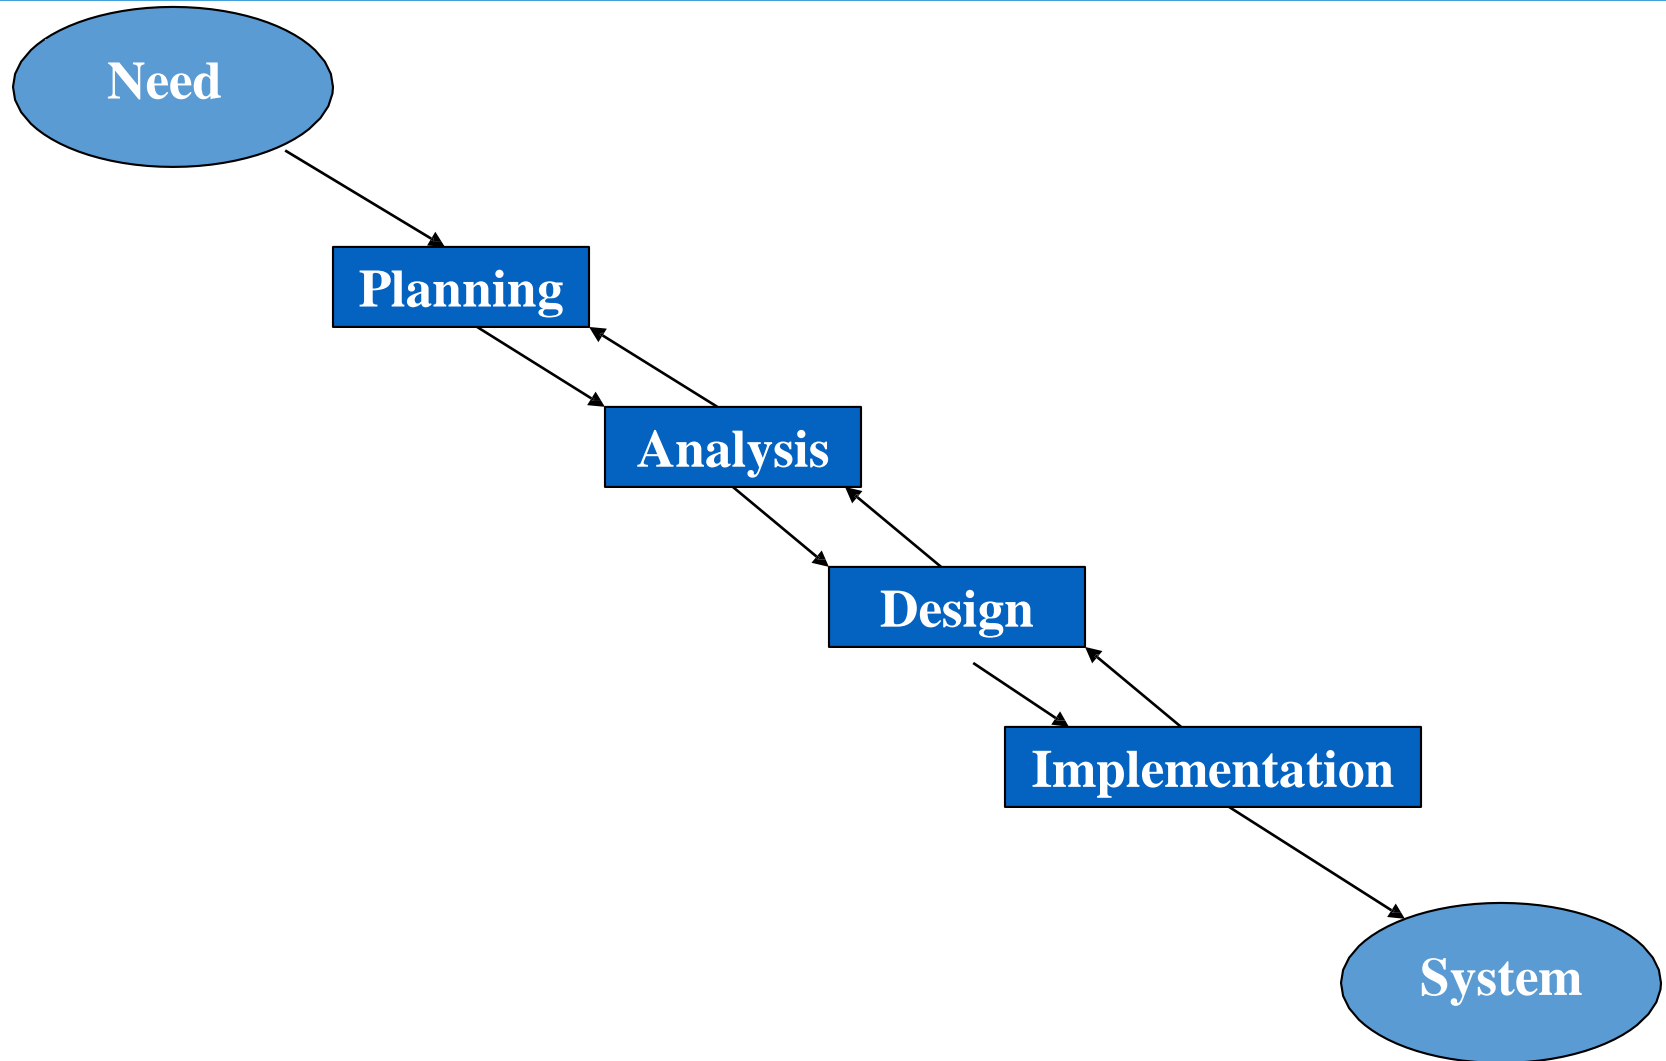 Need
Planning
Analysis
Design
Implementation
System